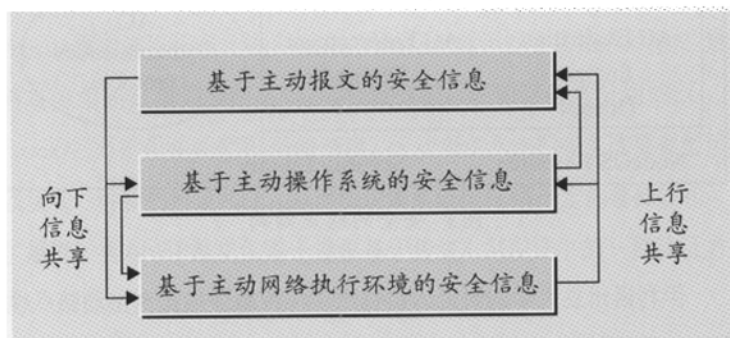 基于主动报文的安全信息
基于主动操作系统的安全信息
基于主动网络执行环境的安全信息
向下
信息
共享
上行
信息
共享